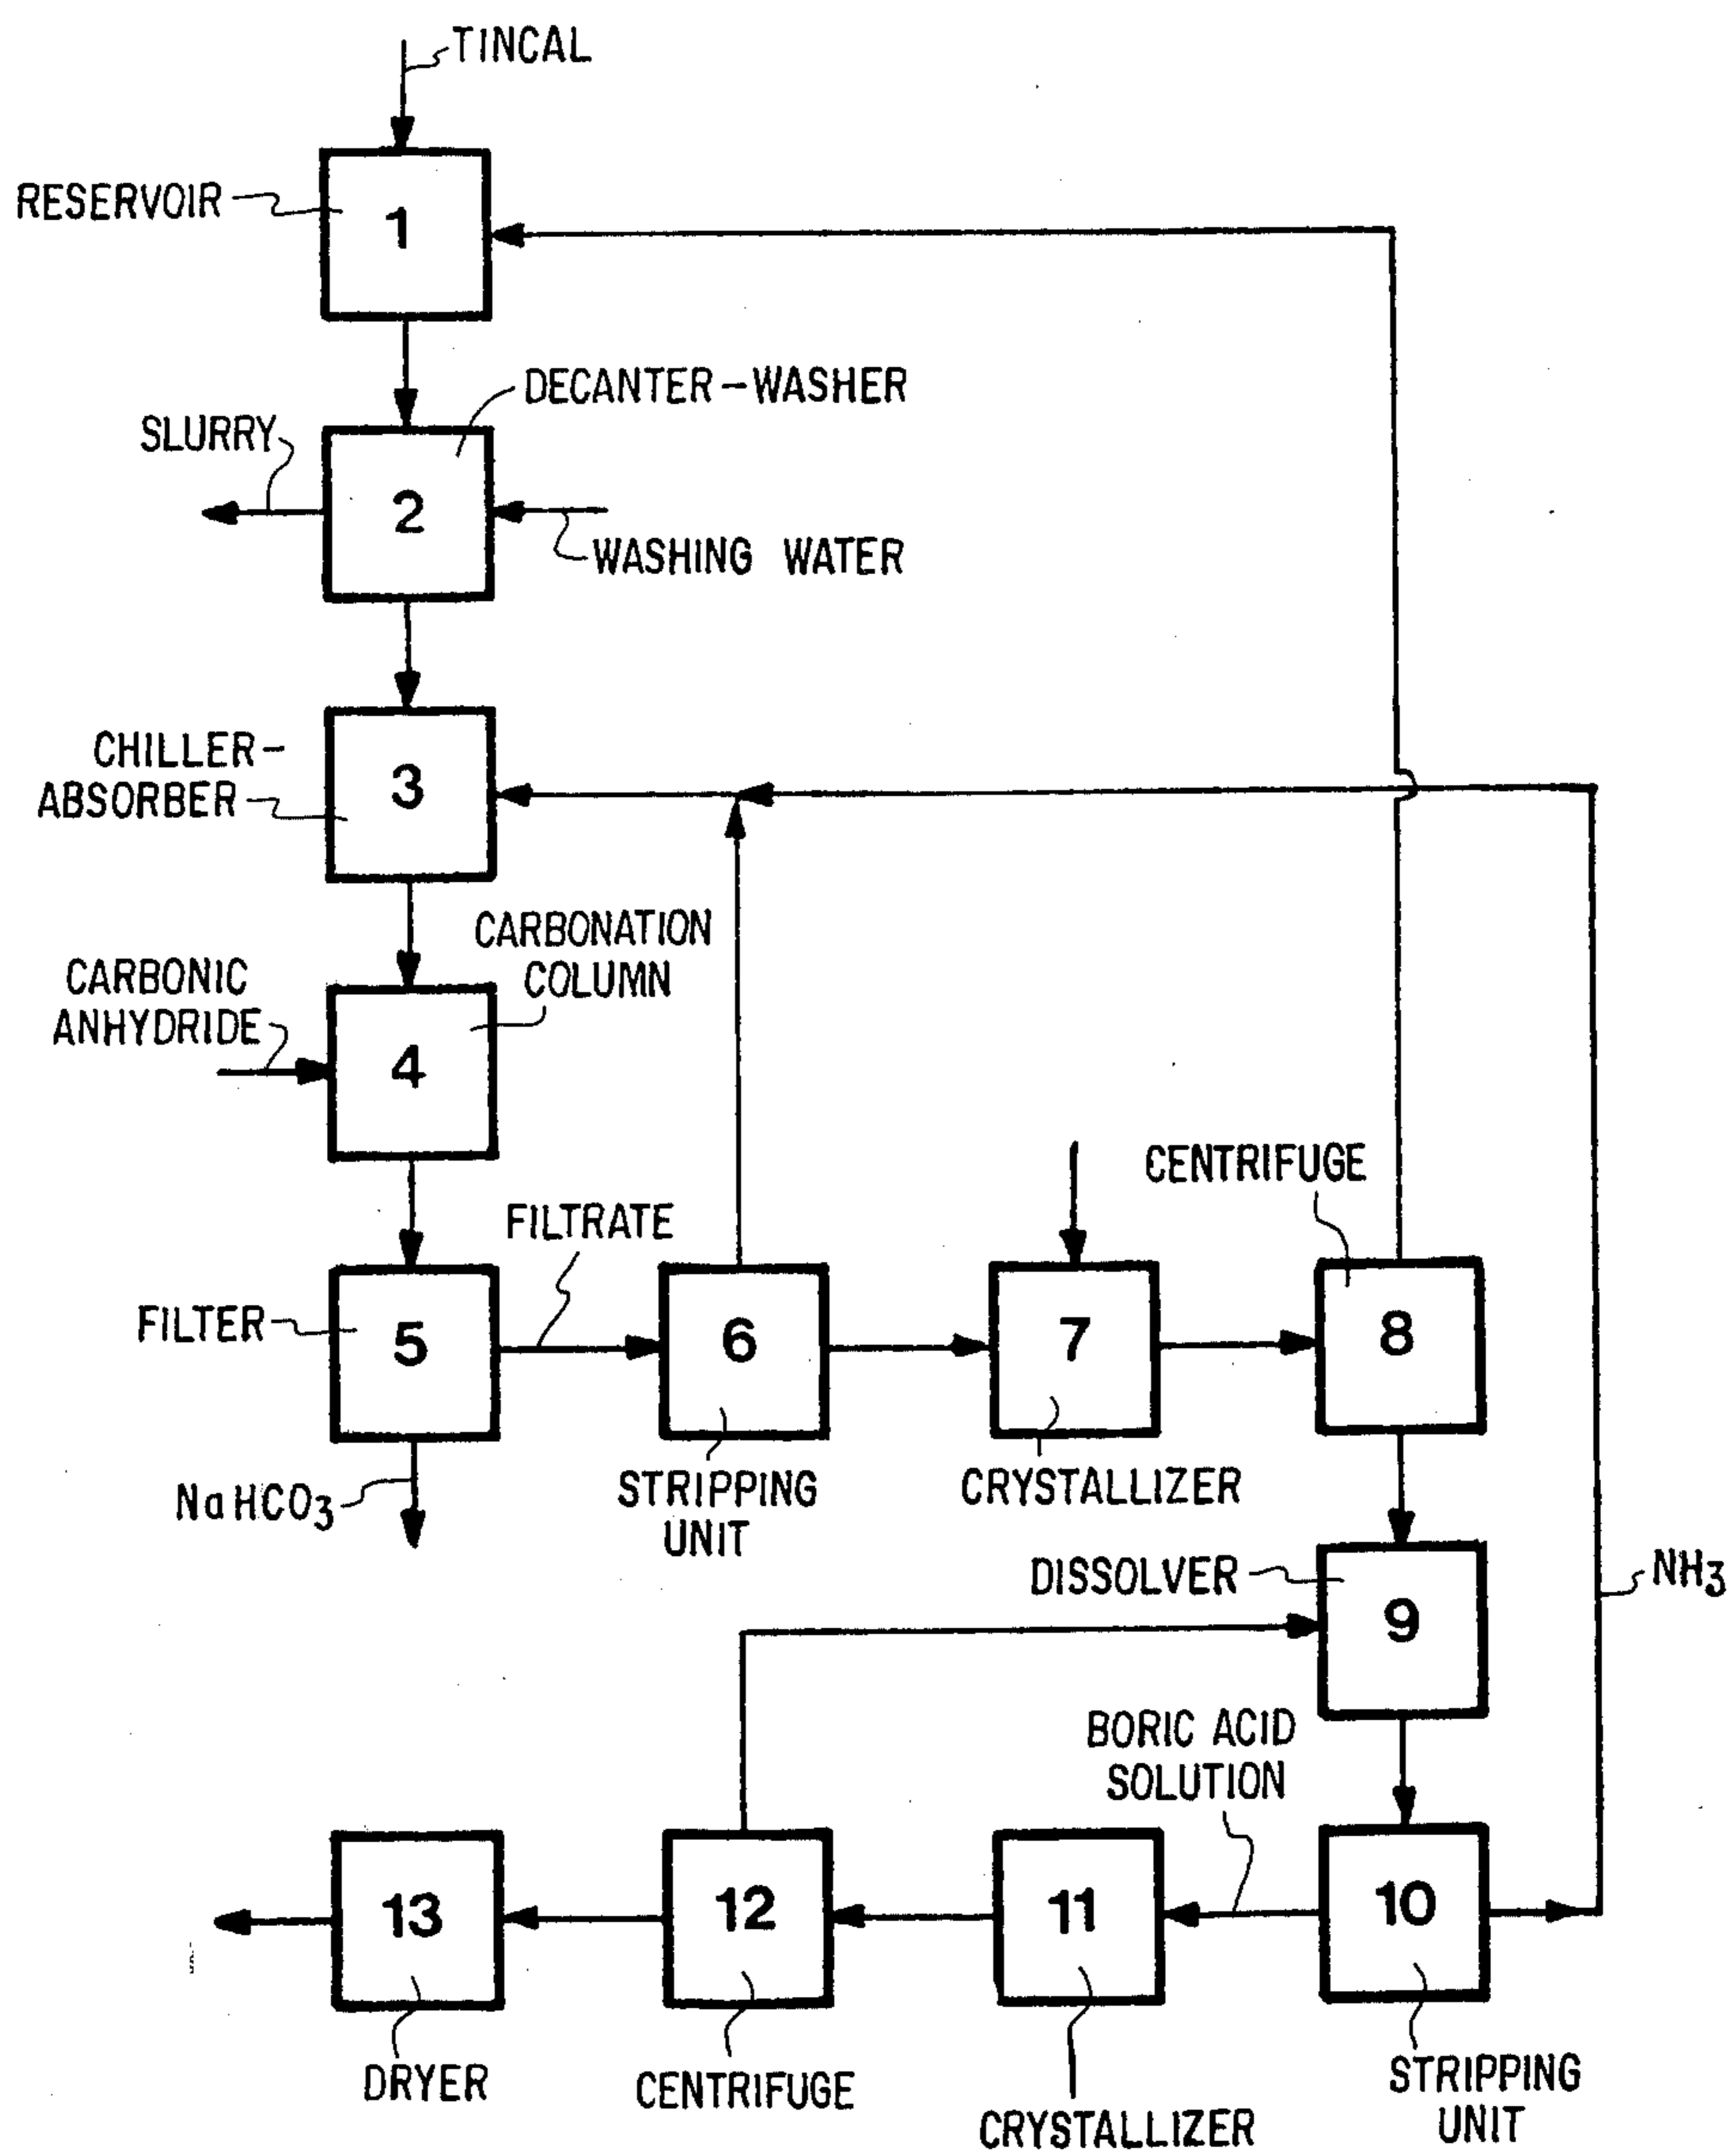 TINCAL
RESERVOIR
1
DECANTER-WASHER
SLURRY
2
WASHING WATER
CHILLER-
ABSORBER
3
CARBONATION
COLUMN
CARBONIC
ANHYDRIDE
4
CENTRIFUGE
FILTRATE
FILTER
5
6
7
8
NaHCO3
STRIPPING
UNIT
CRYSTALLIZER
DISSOLVER
NH3
9
BORIC ACID
SOLUTION
13
12
11
10
DRYER
CENTRIFUGE
CRYSTALLIZER
STRIPPING
UNIT